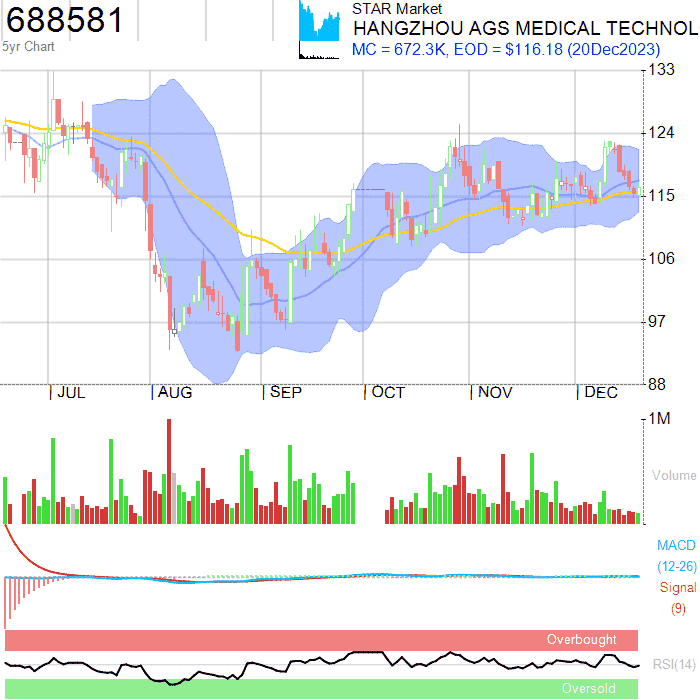 688581
5yr Chart
STAR Market
HANGZHOU AGS MEDICAL TECHNOL
MC = 672.3K, EOD = $116.18 (20Dec2023)
133
124
115
106
97
88
JUL
AUG
SEP
OCT
NOV
DEC
1M
Volume
MACD
(12-26)
Signal
(9)
Overbought
RSI(14)
Oversold